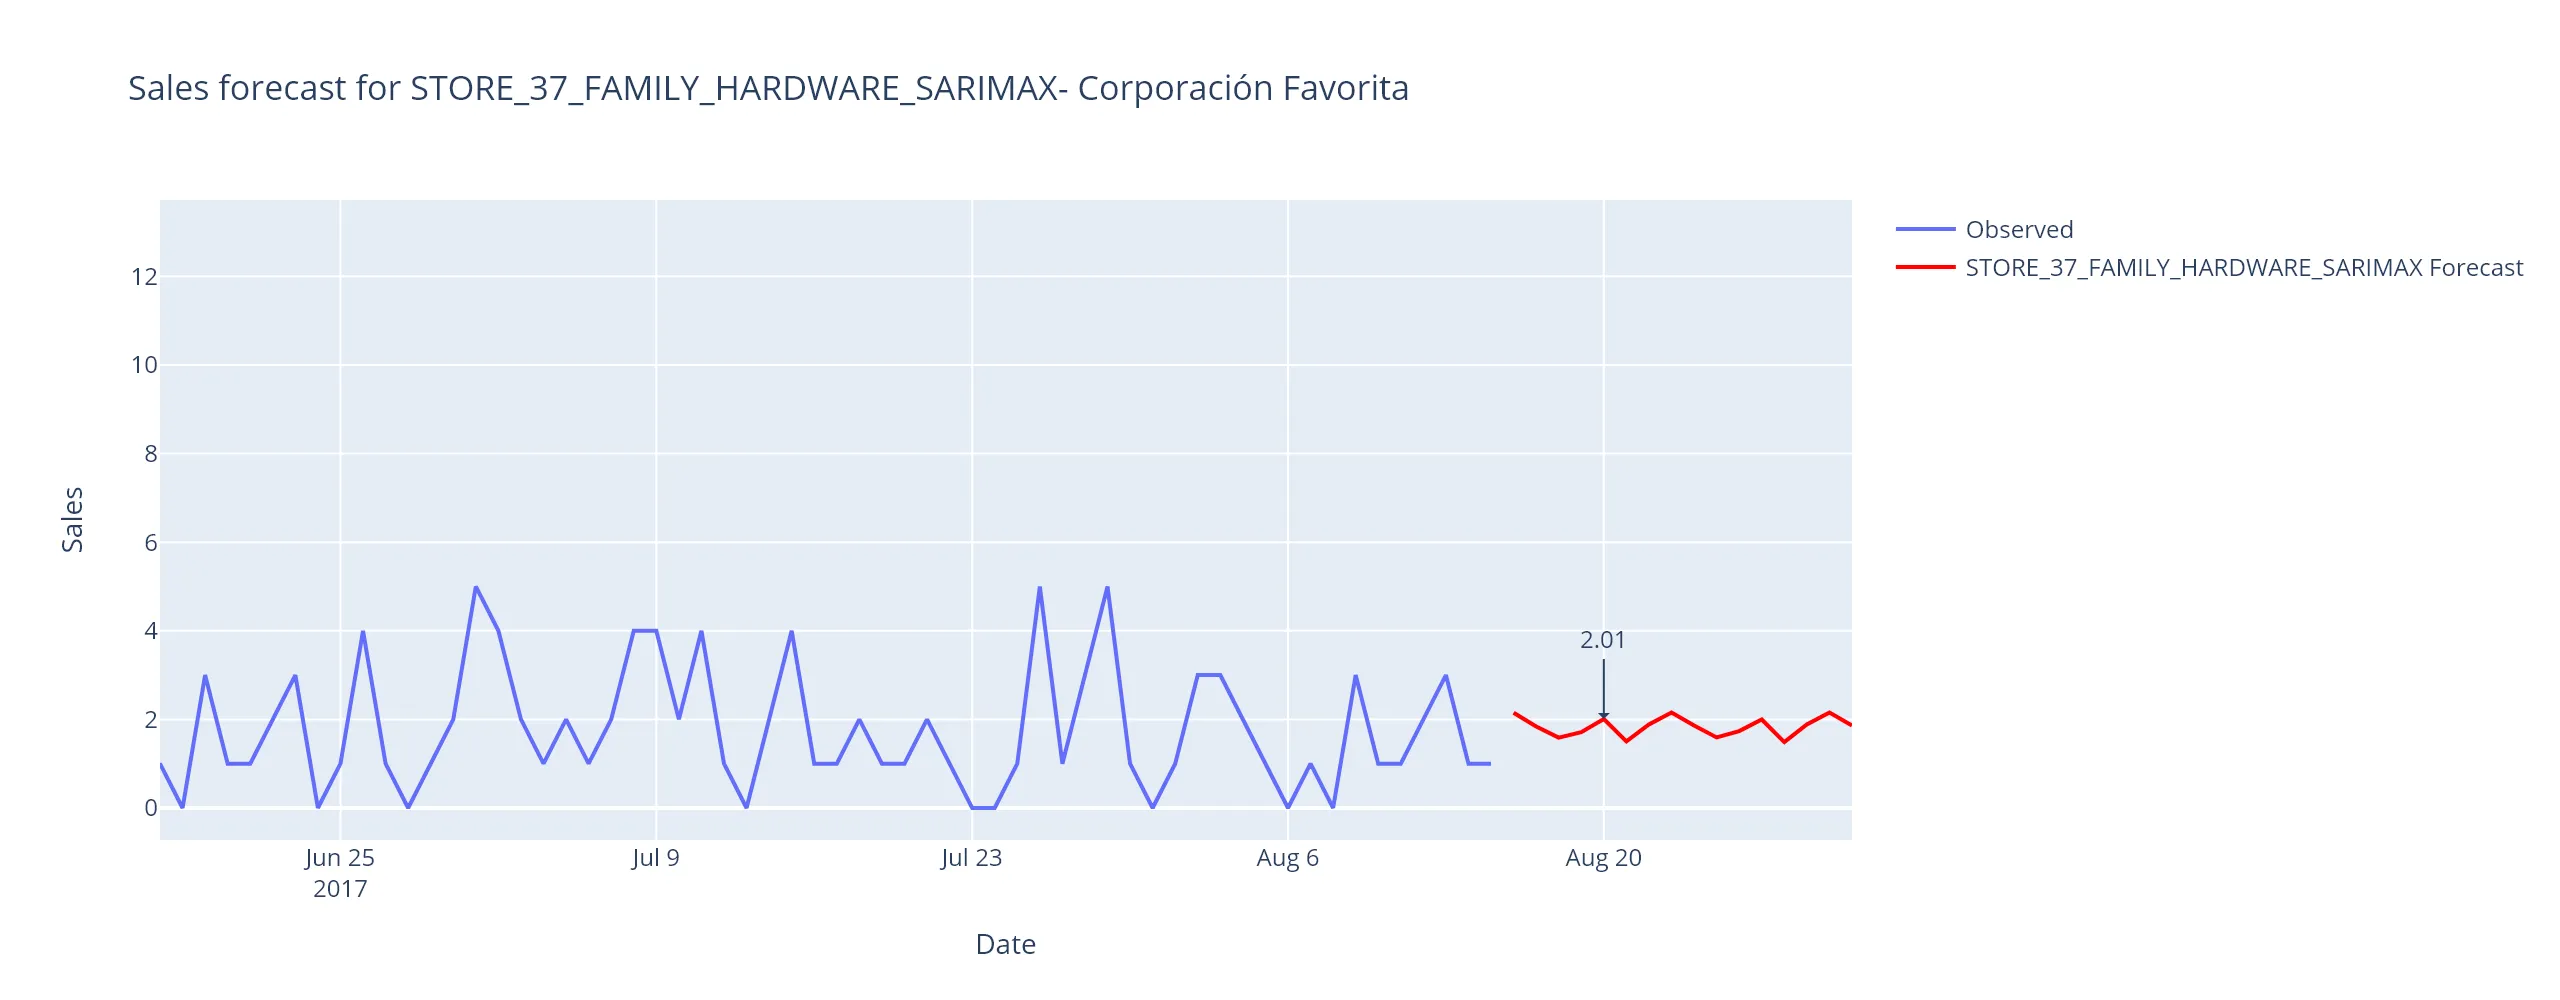 Sales forecast for STORE_37_FAMILY_HARDWARE_SARIMAX- Corporación Favorita
Observed
STORE_37_FAMILY_HARDWARE_SARIMAX Forecast
12
10
8
6
4
2
0
Sales
2.01
Jun 25
2017
Jul 9
Jul 23
Aug 6
Aug 20
Date